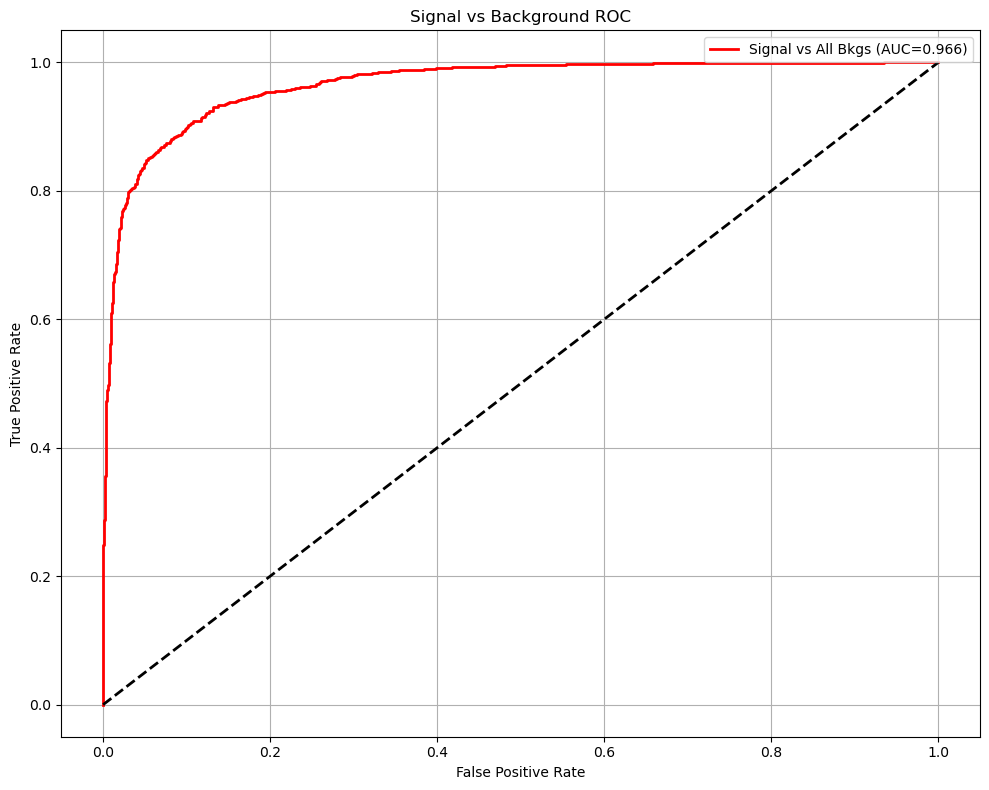 Signal vs Background ROC
Signal vs All Bkgs (AUC=0.966)
True Positive Rate
1.0
0.8
0.6
0.4
0.2
0.0
0.0 0.2 0.4 0.6 0.8 1.0
False Positive Rate